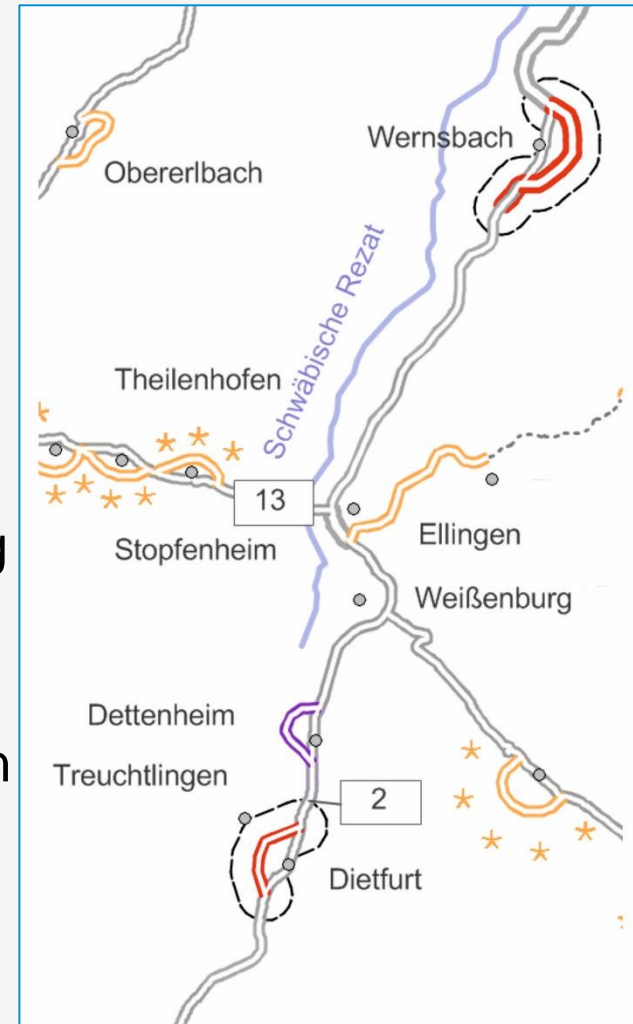 Wernsbach
Obererlbach
Schwäbische Rezat
Theilenhofen
13
Stopfenheim
Ellingen
g
Weißenburg
Dettenheim
n
Treuchtlingen
2
Dietfurt